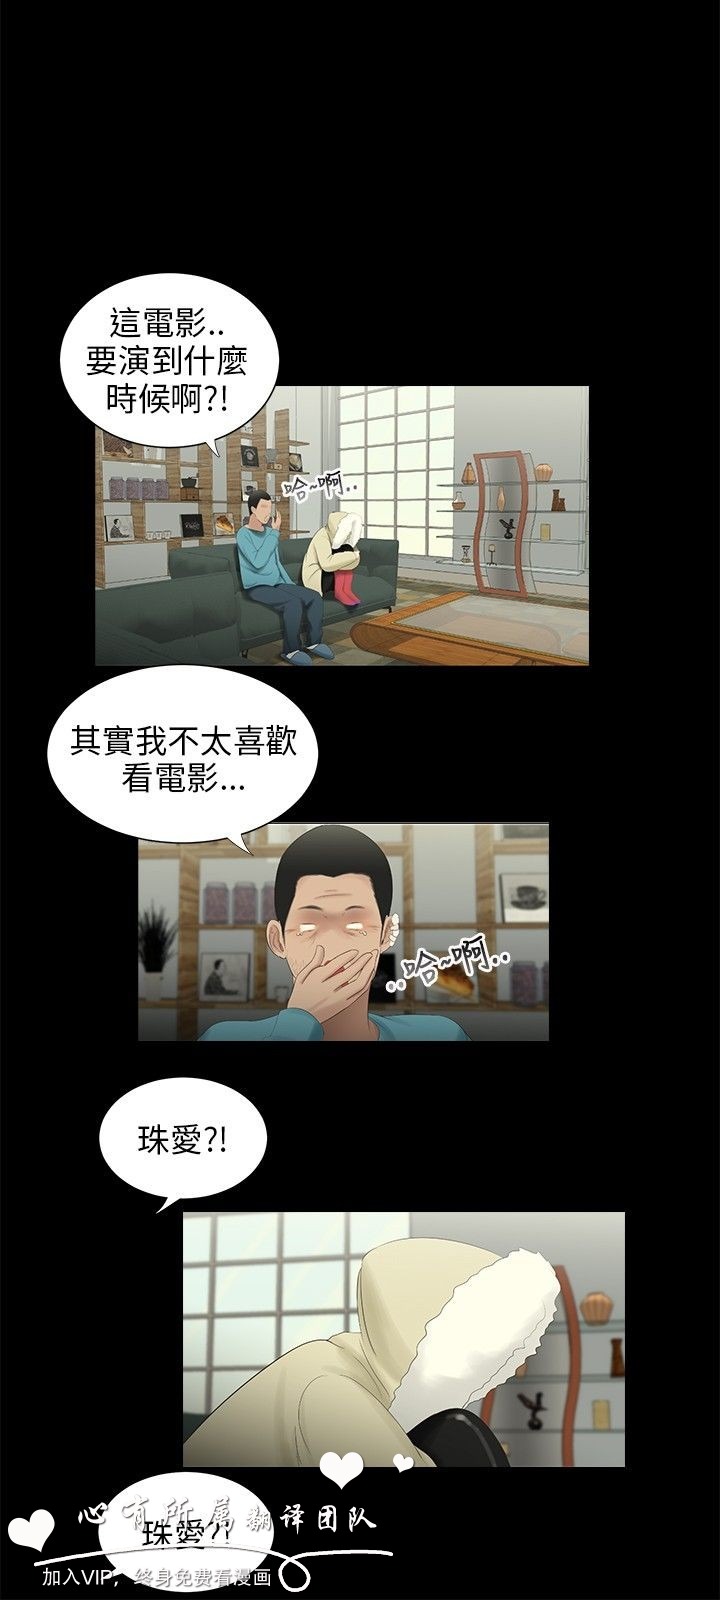 這電影..
要演到什麼
時候啊?!
哈~啊..
其實我不太喜歡
看電影...
..哈~啊..
珠愛?!
珠愛?!
心有所属翻译团队
加入VIP，终身免费看漫画